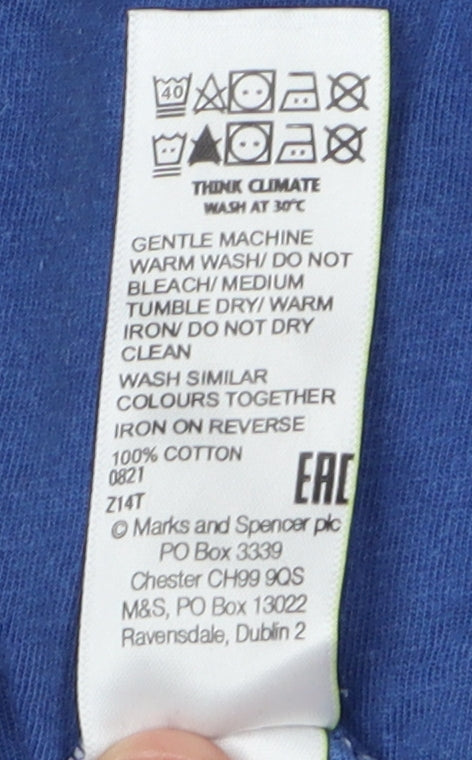 40
THINK CLIMATE
WASH AT 30°C
GENTLE MACHINE
WARM WASH/ DO NOT
BLEACH/ MEDIUM
TUMBLE DRY/ WARM
IRON/ DO NOT DRY
CLEAN
WASH SIMILAR
COLOURS TOGETHER
IRON ON REVERSE
100% COTTON
0821
EAC
Z14T
© Marks and Spencer plc
PO Box 3339
Chester CH99 9QS
M&S, PO Box 13022
Ravensdale, Dublin 2